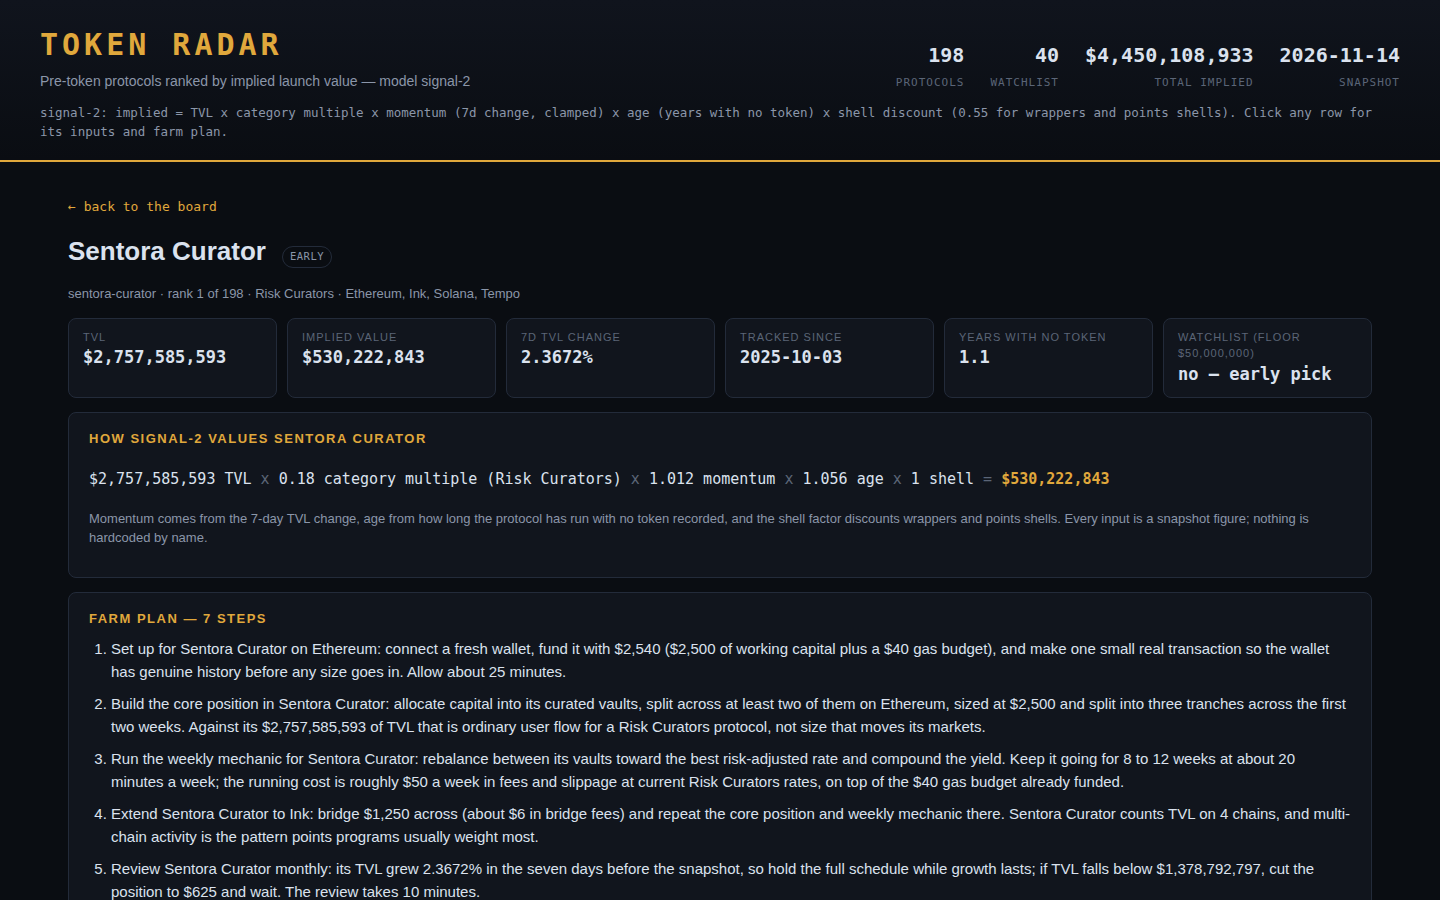 TOKEN RADAR
Pre-token protocols ranked by implied launch value — model signal-2
198
PROTOCOLS
40
WATCHLIST
$4,450,108,933
TOTAL IMPLIED
2026-11-14
SNAPSHOT
signal-2: implied = TVL x category multiple x momentum (7d change, clamped) x age (years with no token) x shell discount (0.55 for wrappers and points shells). Click any row for
its inputs and farm plan.
← back to the board
Sentora Curator EARLY
sentora-curator · rank 1 of 198 · Risk Curators · Ethereum, Ink, Solana, Tempo
TVL
$2,757,585,593
IMPLIED VALUE
$530,222,843
7D TVL CHANGE
2.3672%
TRACKED SINCE
2025-10-03
YEARS WITH NO TOKEN
1.1
WATCHLIST (FLOOR
$50,000,000)
no — early pick
HOW SIGNAL-2 VALUES SENTORA CURATOR
$2,757,585,593 TVL x 0.18 category multiple (Risk Curators) x 1.012 momentum x 1.056 age x 1 shell = $530,222,843
Momentum comes from the 7-day TVL change, age from how long the protocol has run with no token recorded, and the shell factor discounts wrappers and points shells. Every input is a snapshot figure; nothing is
hardcoded by name.
FARM PLAN — 7 STEPS
1. Set up for Sentora Curator on Ethereum: connect a fresh wallet, fund it with $2,540 ($2,500 of working capital plus a $40 gas budget), and make one small real transaction so the wallet
has genuine history before any size goes in. Allow about 25 minutes.
2. Build the core position in Sentora Curator: allocate capital into its curated vaults, split across at least two of them on Ethereum, sized at $2,500 and split into three tranches across the first
two weeks. Against its $2,757,585,593 of TVL that is ordinary user flow for a Risk Curators protocol, not size that moves its markets.
3. Run the weekly mechanic for Sentora Curator: rebalance between its vaults toward the best risk-adjusted rate and compound the yield. Keep it going for 8 to 12 weeks at about 20
minutes a week; the running cost is roughly $50 a week in fees and slippage at current Risk Curators rates, on top of the $40 gas budget already funded.
4. Extend Sentora Curator to Ink: bridge $1,250 across (about $6 in bridge fees) and repeat the core position and weekly mechanic there. Sentora Curator counts TVL on 4 chains, and multi-
chain activity is the pattern points programs usually weight most.
5. Review Sentora Curator monthly: its TVL grew 2.3672% in the seven days before the snapshot, so hold the full schedule while growth lasts; if TVL falls below $1,378,792,797, cut the
position to $625 and wait. The review takes 10 minutes.